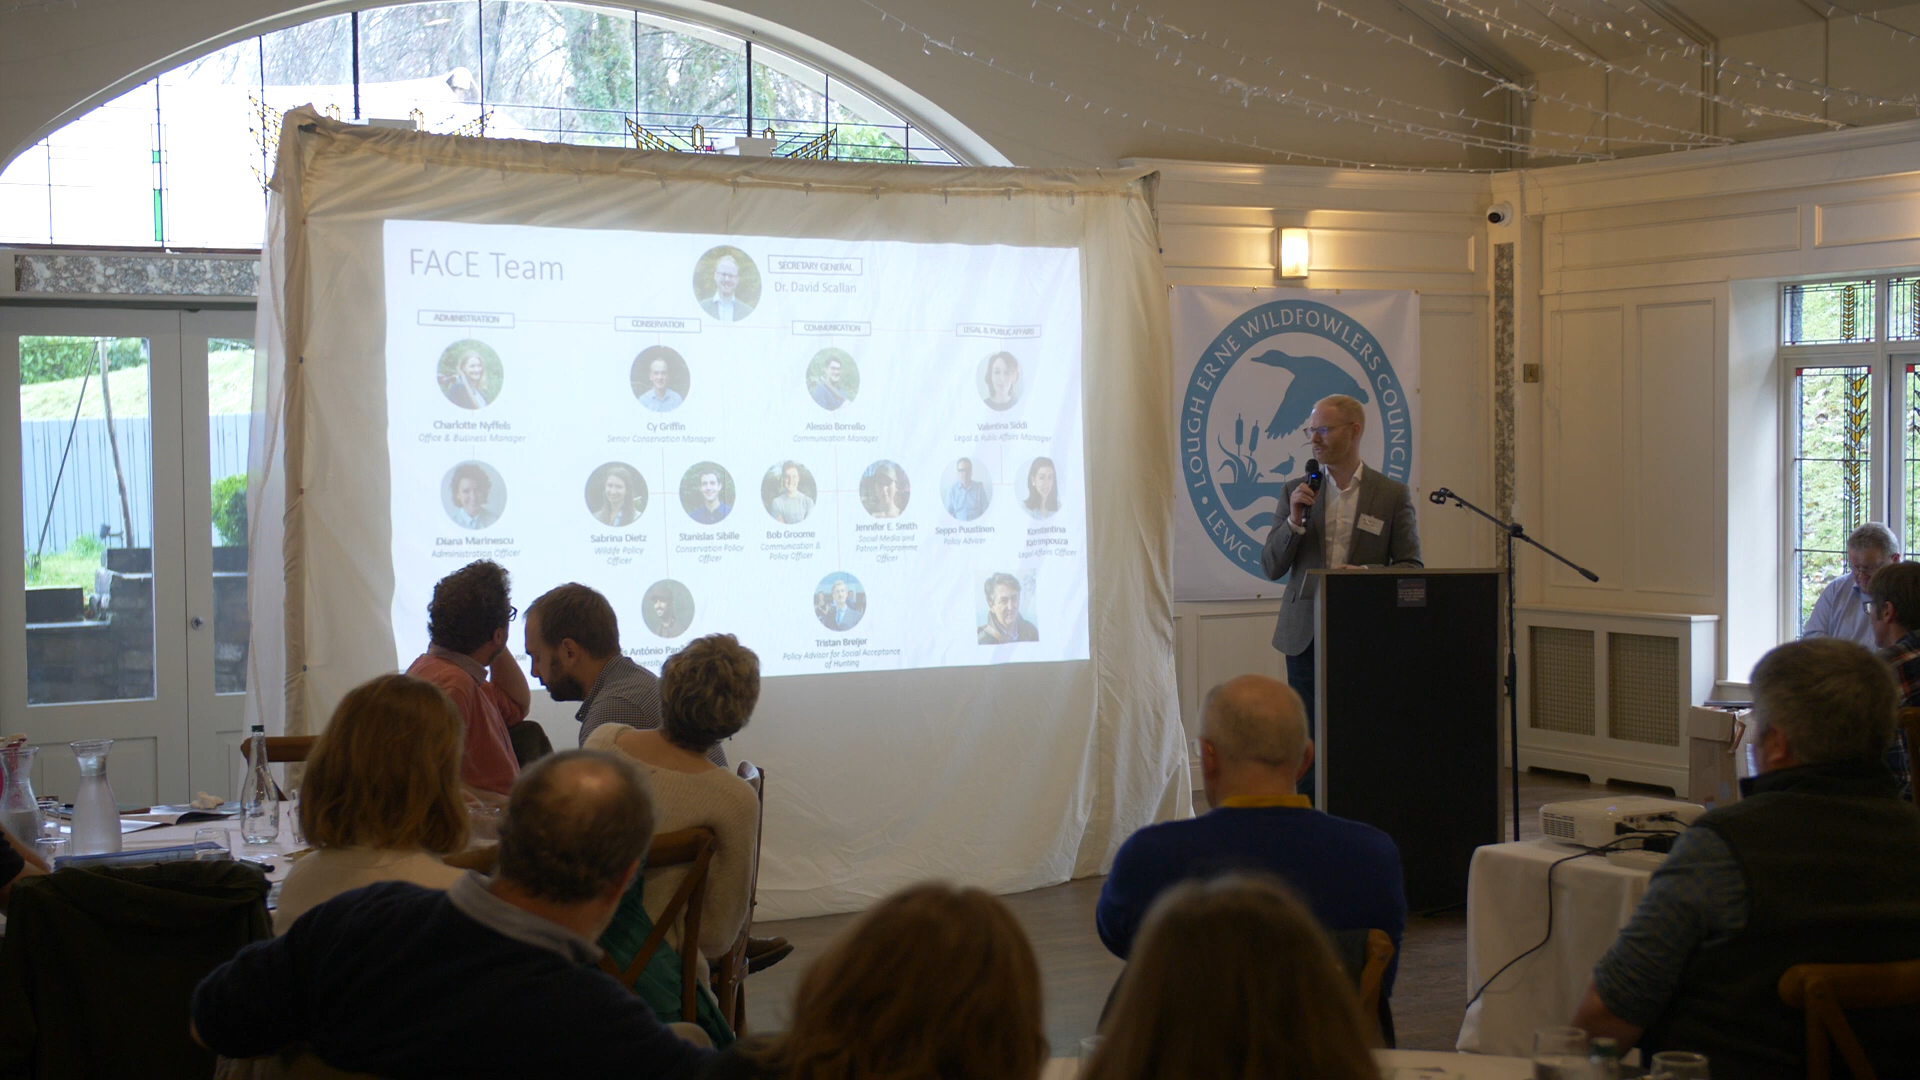 FACE Team
SECRETARY GENERAL
Dr. David Scallan
ADMINISTRATION
CONSERVATION
COMMUNICATION
LEGAL & PUBLIC AFFAIRS
Charlotte Nyffels
Office & Business Manager
Cy Griffin
Senior Conservation Manager
Alessio Borrello
Communication Manager
Valentina Siddi
Legal & Public Affairs Manager
Diana Marinescu
Administration Officer
Sabrina Dietz
Wildlife Policy
Officer
Stanislas Sibille
Conservation Policy
Officer
Bob Groome
Communication &
Policy Officer
Jennifer E. Smith
Social Media and
Patron Programme
Officer
Seppo Puustinen
Policy Advisor
Konstantina
Katrimpouza
Legal Affairs Officer
António
Tristan Breijer
Policy Advisor for Social Acceptance
of Hunting
LOUGH ERNE WILDFOWLERS COUNCIL
• LEWC -